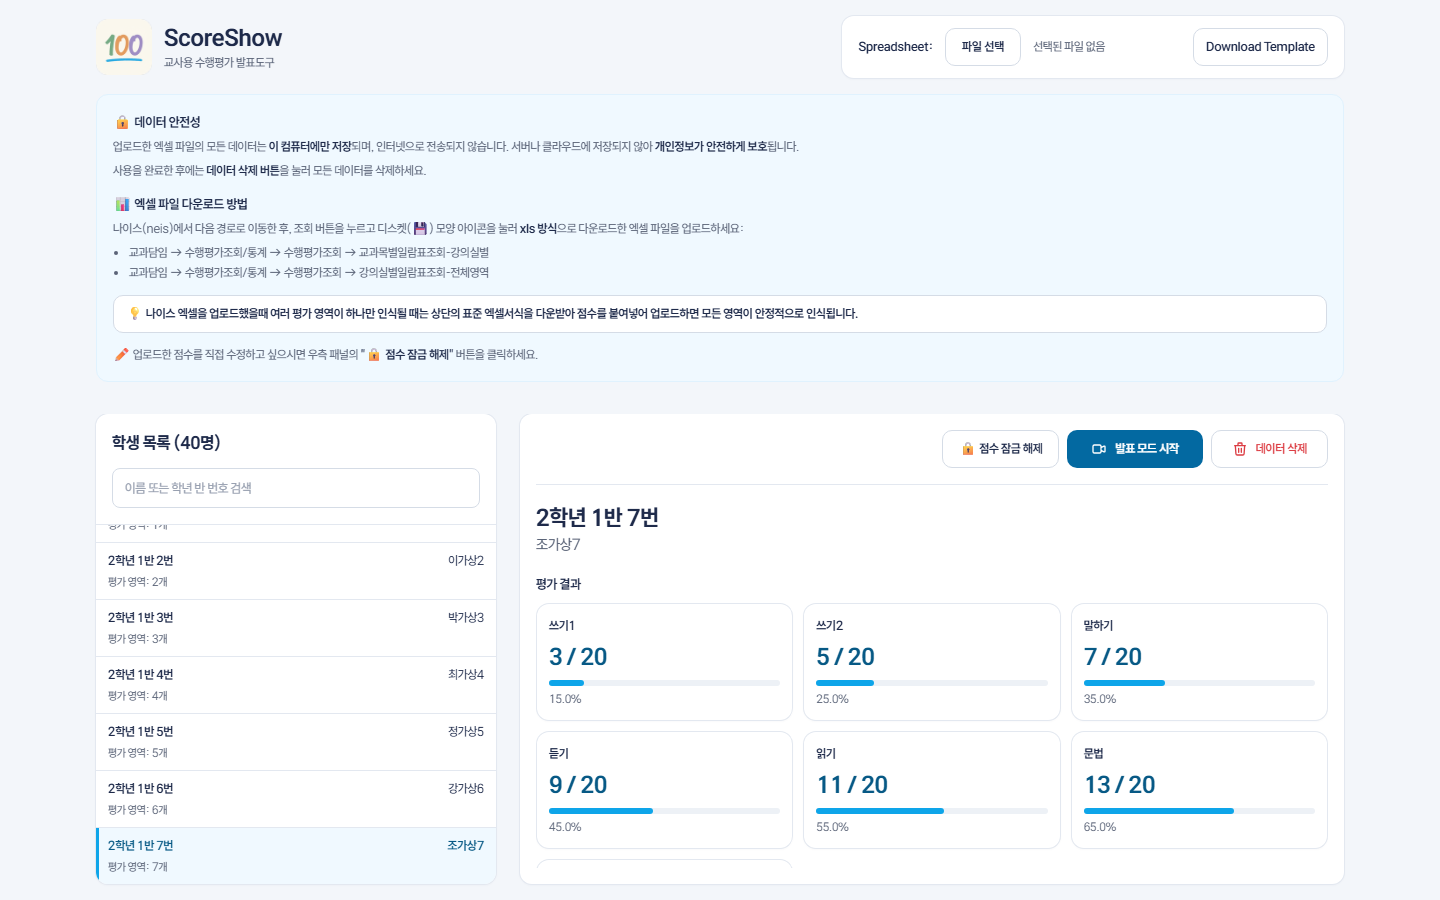 ScoreShow
교사용 수행평가 발표도구
Spreadsheet: 파일 선택 선택된 파일 없음 Download Template
데이터 안전성
업로드한 엑셀 파일의 모든 데이터는 이 컴퓨터에만 저장되며, 인터넷으로 전송되지 않습니다. 서버나 클라우드에 저장되지 않아 개인정보가 안전하게 보호됩니다.
사용을 완료한 후에는 데이터 삭제 버튼을 눌러 모든 데이터를 삭제하세요.
엑셀 파일 다운로드 방법
나이스(neis)에서 다음 경로로 이동한 후, 조회 버튼을 누르고 디스켓(💾) 모양 아이콘을 눌러 xls 방식으로 다운로드한 엑셀 파일을 업로드하세요:
• 교과담임 → 수행평가조회/통계 → 수행평가조회 → 교과목별일람표조회-강의실별
• 교과담임 → 수행평가조회/통계 → 수행평가조회 → 강의실별일람표조회-전체영역
나이스 엑셀을 업로드했을때 여러 평가 영역이 하나만 인식될 때는 상단의 표준 엑셀서식을 다운받아 점수를 붙여넣어 업로드하면 모든 영역이 안정적으로 인식됩니다.
업로드한 점수를 직접 수정하고 싶으시면 우측 패널의 "🔒 점수 잠금 해제" 버튼을 클릭하세요.
학생 목록 (40명)
이름 또는 학년 반 번호 검색
평가 영역: 1개
2학년 1반 2번 이가상2
평가 영역: 2개
2학년 1반 3번 박가상3
평가 영역: 3개
2학년 1반 4번 최가상4
평가 영역: 4개
2학년 1반 5번 정가상5
평가 영역: 5개
2학년 1반 6번 강가상6
평가 영역: 6개
2학년 1반 7번 조가상7
평가 영역: 7개
점수 잠금 해제 발표 모드 시작 데이터 삭제
2학년 1반 7번
조가상7
평가 결과
쓰기1
3 / 20
15.0%
쓰기2
5 / 20
25.0%
말하기
7 / 20
35.0%
듣기
9 / 20
45.0%
읽기
11 / 20
55.0%
문법
13 / 20
65.0%